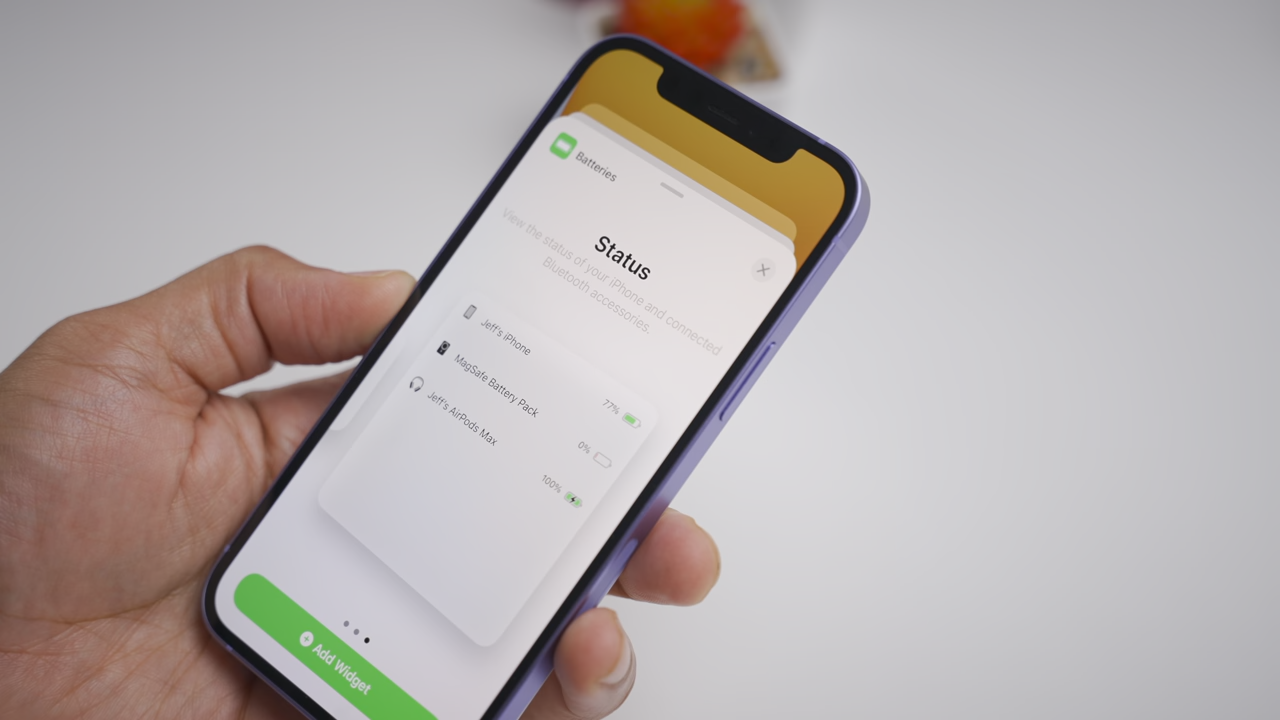 Batteries
Status
View the status of your iPhone and connected
Bluetooth accessories.
Jeff's iPhone
77%
MagSafe Battery Pack
0%
Jeff's AirPods Max
100%
Add Widget